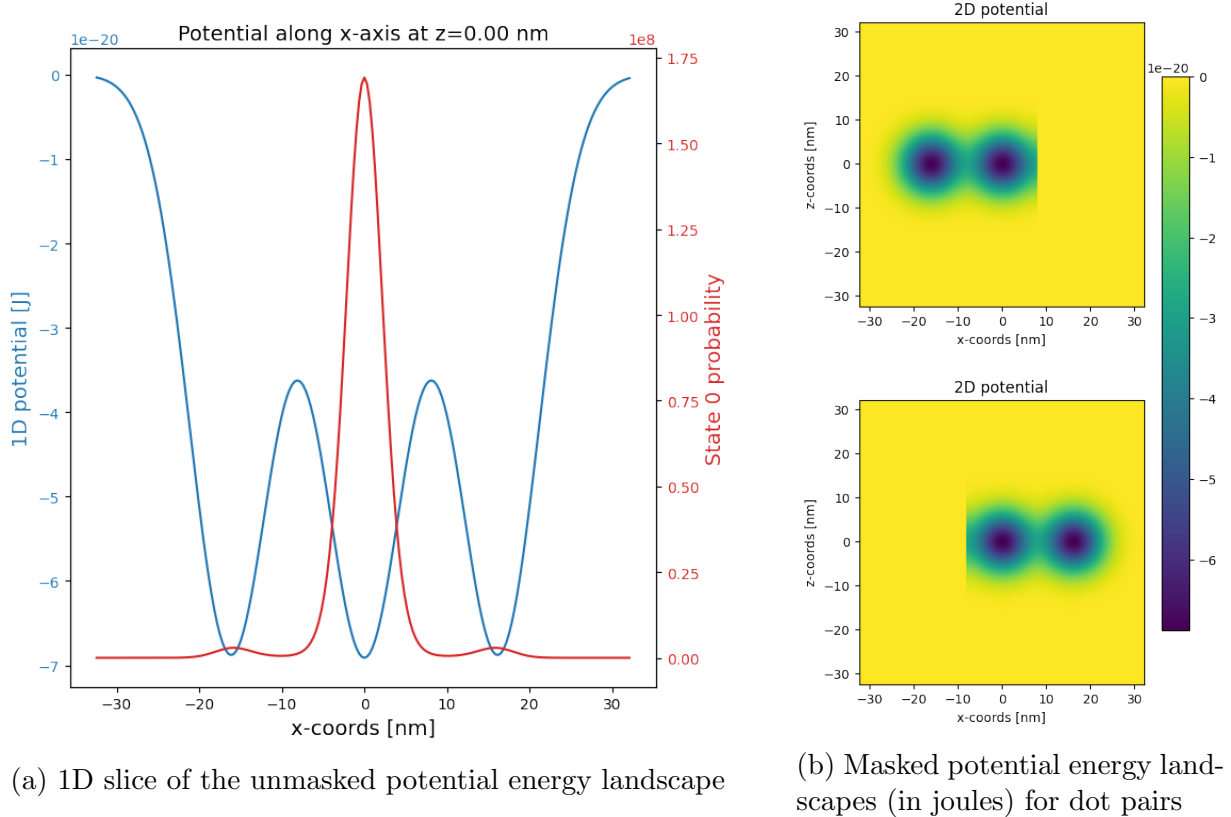 Potential along x-axis at z=0.00 nm
1e−20
1e8
0
−1
−2
−3
−4
−5
−6
−7
1D potential [J]
1.75
1.50
1.25
1.00
0.75
0.50
0.25
0.00
State 0 probability
−30 −20 −10 0 10 20 30
x-coords [nm]
(a) 1D slice of the unmasked potential energy landscape
2D potential
30
20
10
0
−10
−20
−30
z-coords [nm]
−30 −20 −10 0 10 20 30
x-coords [nm]
2D potential
30
20
10
0
−10
−20
−30
z-coords [nm]
−30 −20 −10 0 10 20 30
x-coords [nm]
1e−20
0
−1
−2
−3
−4
−5
−6
(b) Masked potential energy land-
scapes (in joules) for dot pairs